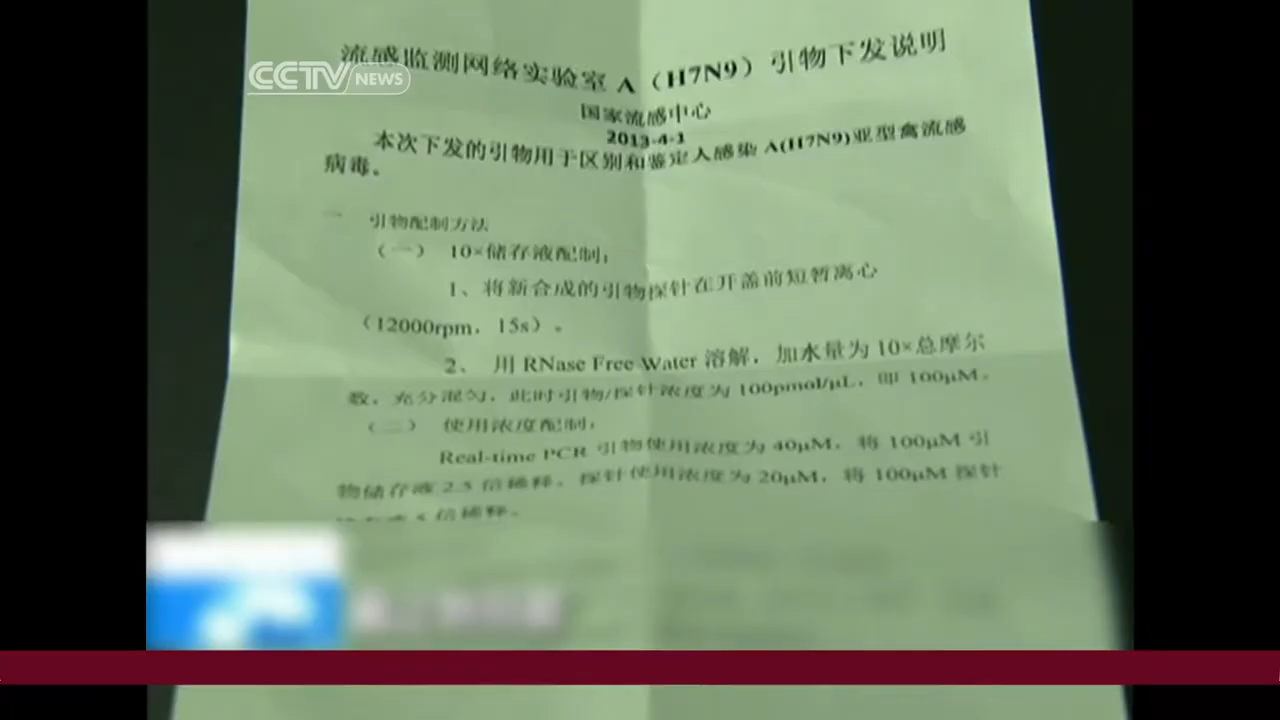 CCTV NEWS
流感监测网络实验室 A（H7N9）引物下发说明
国家流感中心
2013-4-1
本次下发的引物用于区别和鉴定人感染 A(H7N9)亚型禽流感
病毒。
一 引物配制方法
（一） 10×储存液配制：
1、将新合成的引物探针在开盖前短暂离心
（12000rpm，15s）。
2、 用 RNase Free Water 溶解，加水量为 10×总摩尔
数，充分混匀，此时引物/探针浓度为 100pmol/μL，即 100μM。
（二） 使用浓度配制：
Real-time PCR 引物使用浓度为 40μM，将 100μM 引
物储存液 2.5 倍稀释。探针使用浓度为 20μM，将 100μM 探针
5 倍稀释。